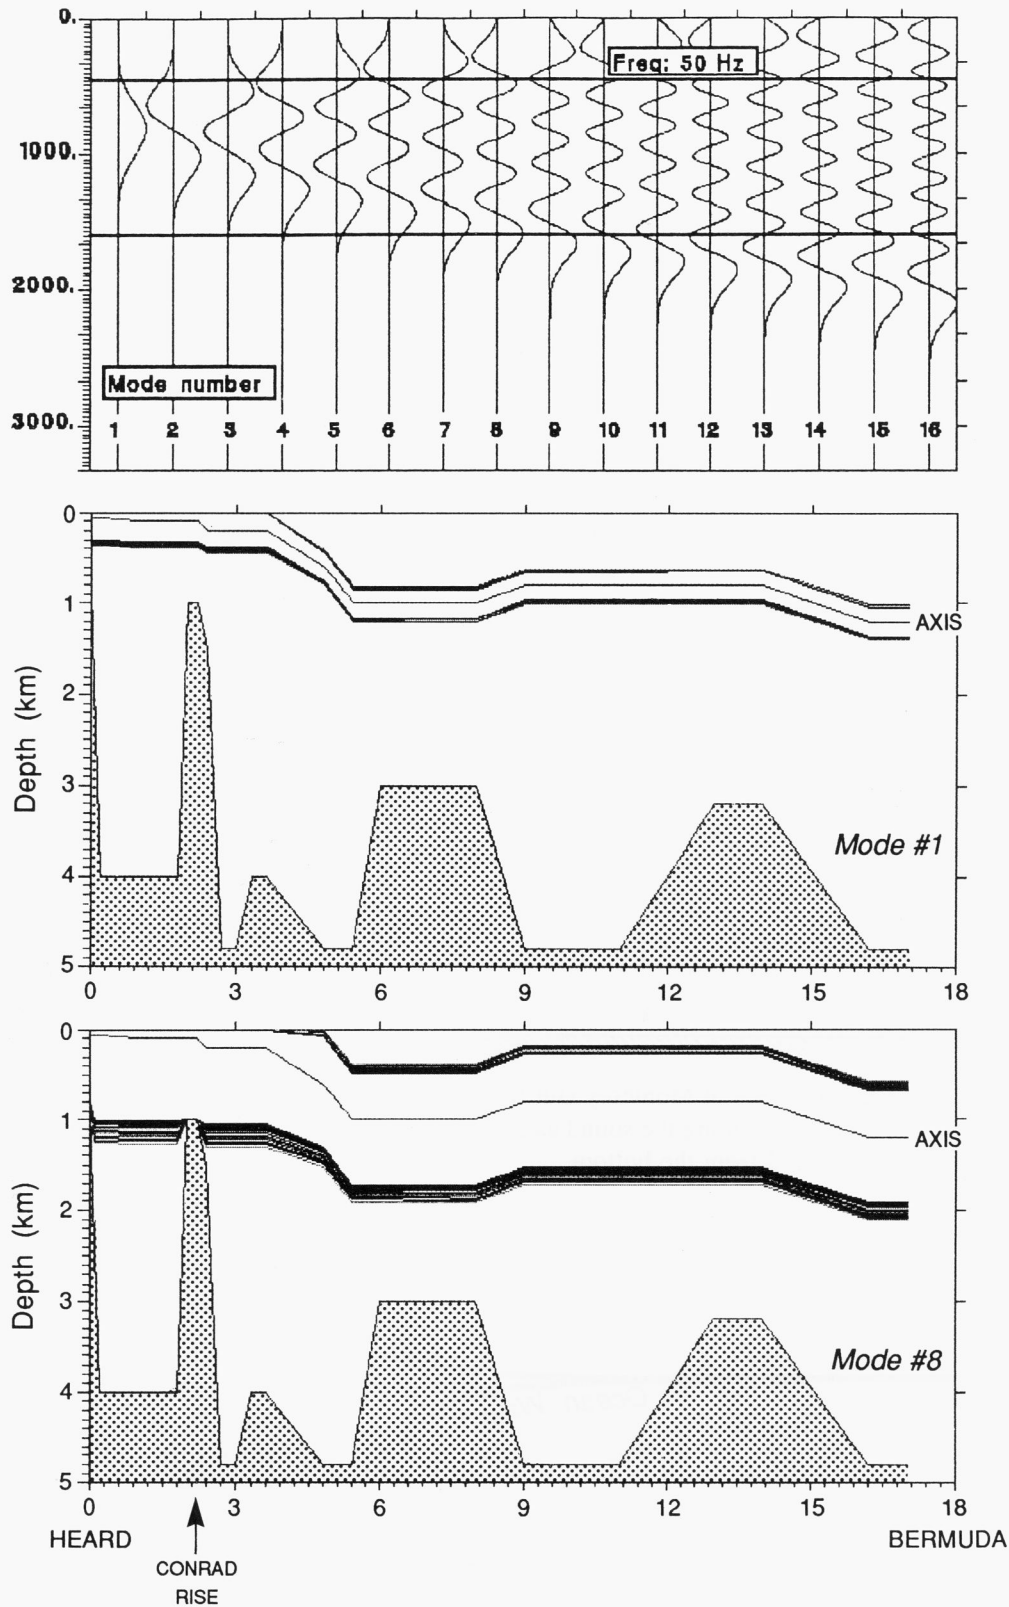 0.
Freq: 50 Hz
1000.
2000.
Mode number
3000.
1 2 3 4 5 6 7 8 9 10 11 12 13 14 15 16
0
1
AXIS
2
Depth (km)
3
Mode #1
4
5
0 3 6 9 12 15 18
0
1
AXIS
2
Depth (km)
3
Mode #8
4
5
0 3 6 9 12 15 18
HEARD BERMUDA
CONRAD
RISE